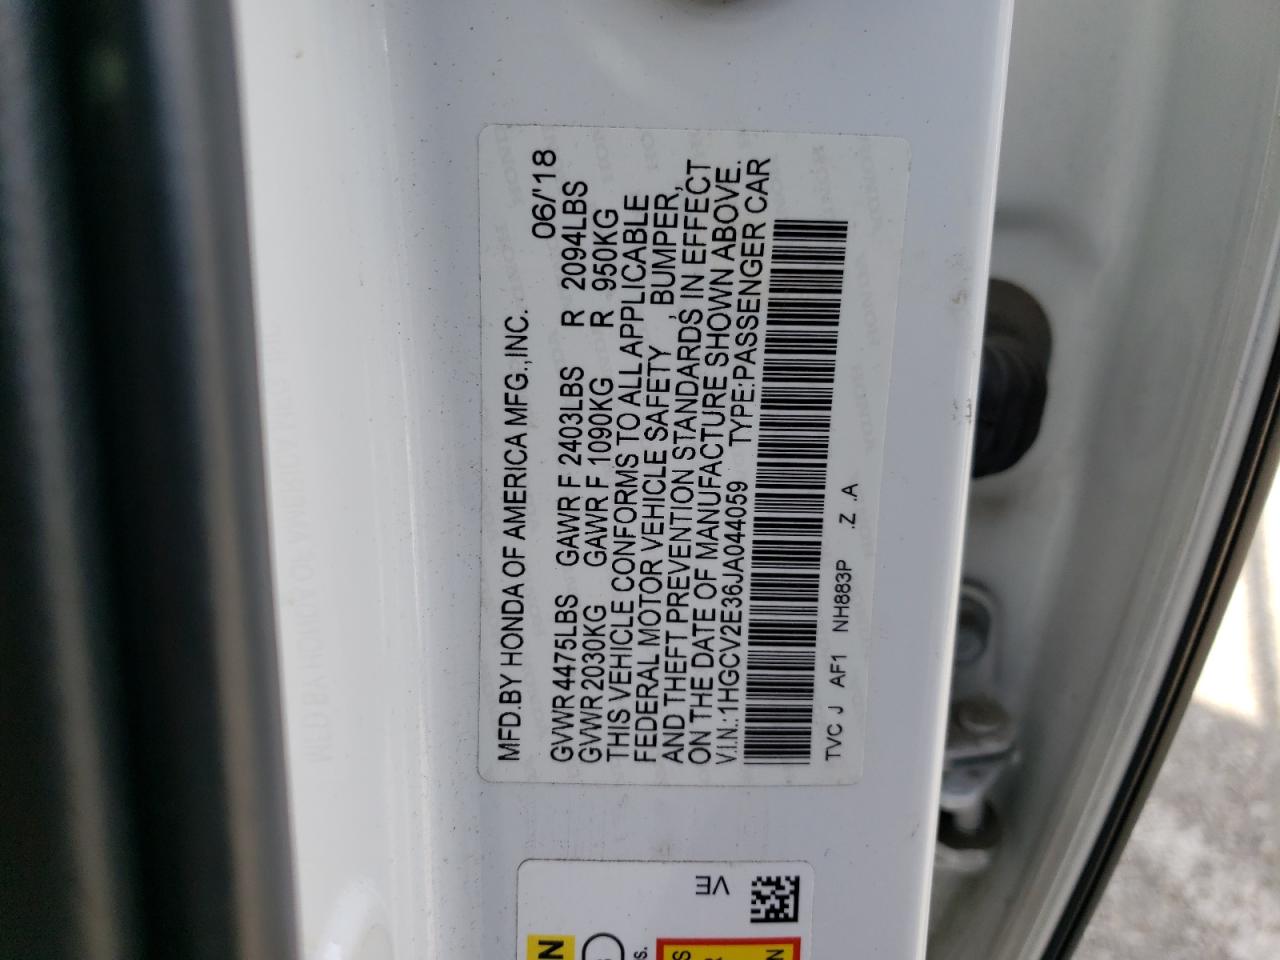 MFD.BY HONDA OF AMERICA MFG.,INC. 06/'18
GVWR 4475LBS GAWR F 2403LBS R 2094LBS
GVWR 2030KG GAWR F 1090KG R 950KG
THIS VEHICLE CONFORMS TO ALL APPLICABLE
FEDERAL MOTOR VEHICLE SAFETY , BUMPER,
AND THEFT PREVENTION STANDARDS IN EFFECT
ON THE DATE OF MANUFACTURE SHOWN ABOVE.
V.I.N.:1HGCV2E36JA044059 TYPE:PASSENGER CAR
TVC J AF1 NH883P .Z .A
VE